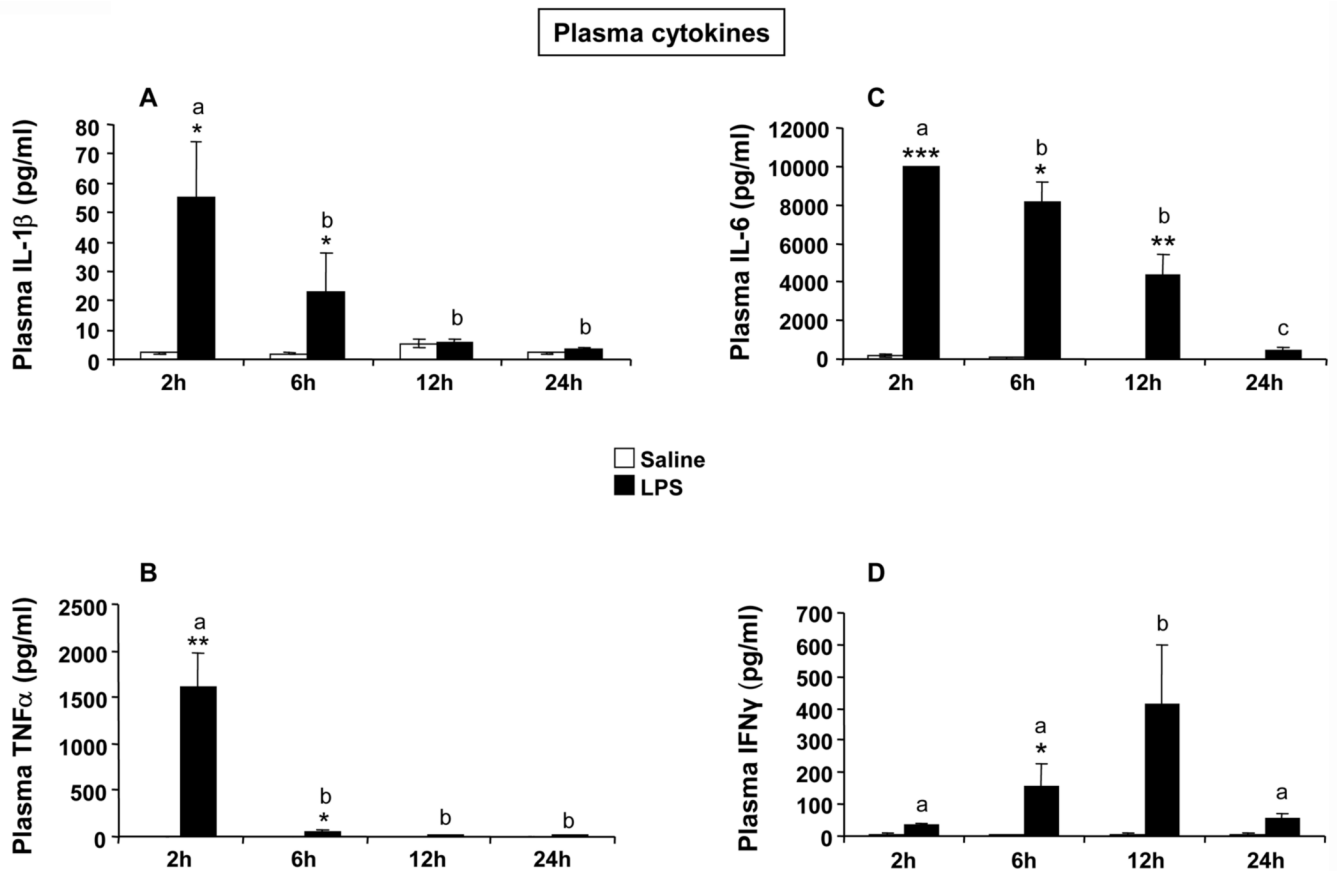 Plasma cytokines
A
Plasma IL-1β (pg/ml)
80
70
60
50
40
30
20
10
0
a
*
b
*
b
b
2h 6h 12h 24h
C
Plasma IL-6 (pg/ml)
12000
10000
8000
6000
4000
2000
0
a
***
b
*
b
**
c
2h 6h 12h 24h
Saline
LPS
B
Plasma TNFα (pg/ml)
2500
2000
1500
1000
500
0
a
**
b
*
b
b
2h 6h 12h 24h
D
Plasma IFNγ (pg/ml)
700
600
500
400
300
200
100
0
a
a
*
b
a
2h 6h 12h 24h